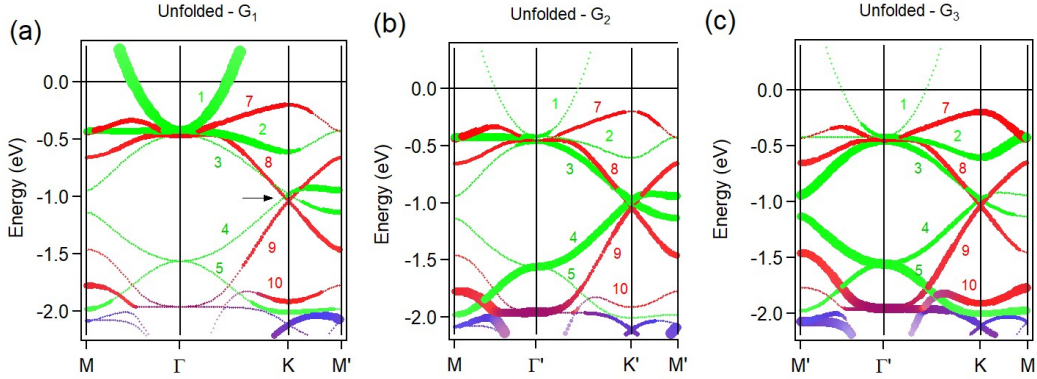 Unfolded - G₁
Unfolded - G₂
Unfolded - G₃
(a)
(b)
(c)
Energy (eV)
0.0
-0.5
-1.0
-1.5
-2.0
1
2
3
4
5
7
8
9
10
M
Γ
K
M'
Energy (eV)
0.0
-0.5
-1.0
-1.5
-2.0
1
2
3
4
5
7
8
9
10
M
Γ'
K'
M'
Energy (eV)
0.0
-0.5
-1.0
-1.5
-2.0
1
2
3
4
5
7
8
9
10
M'
Γ'
K
M